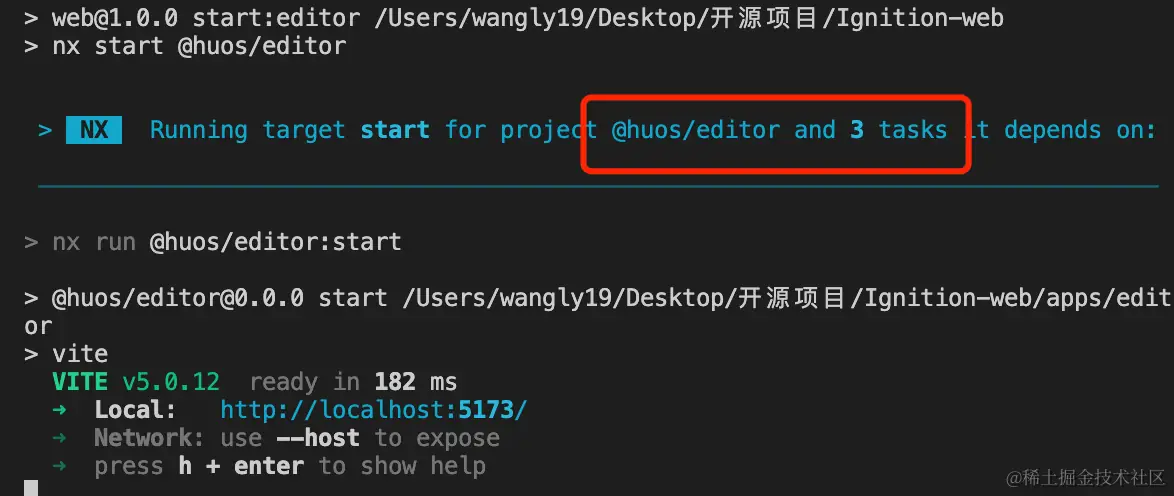 > web@1.0.0 start:editor /Users/wangly19/Desktop/开源项目/Ignition-web
> nx start @huos/editor
> NX Running target start for project @huos/editor and 3 tasks it depends on:
> nx run @huos/editor:start
> @huos/editor@0.0.0 start /Users/wangly19/Desktop/开源项目/Ignition-web/apps/edit
or
> vite
VITE v5.0.12 ready in 182 ms
➜ Local: http://localhost:5173/
➜ Network: use --host to expose
➜ press h + enter to show help
@稀土掘金技术社区